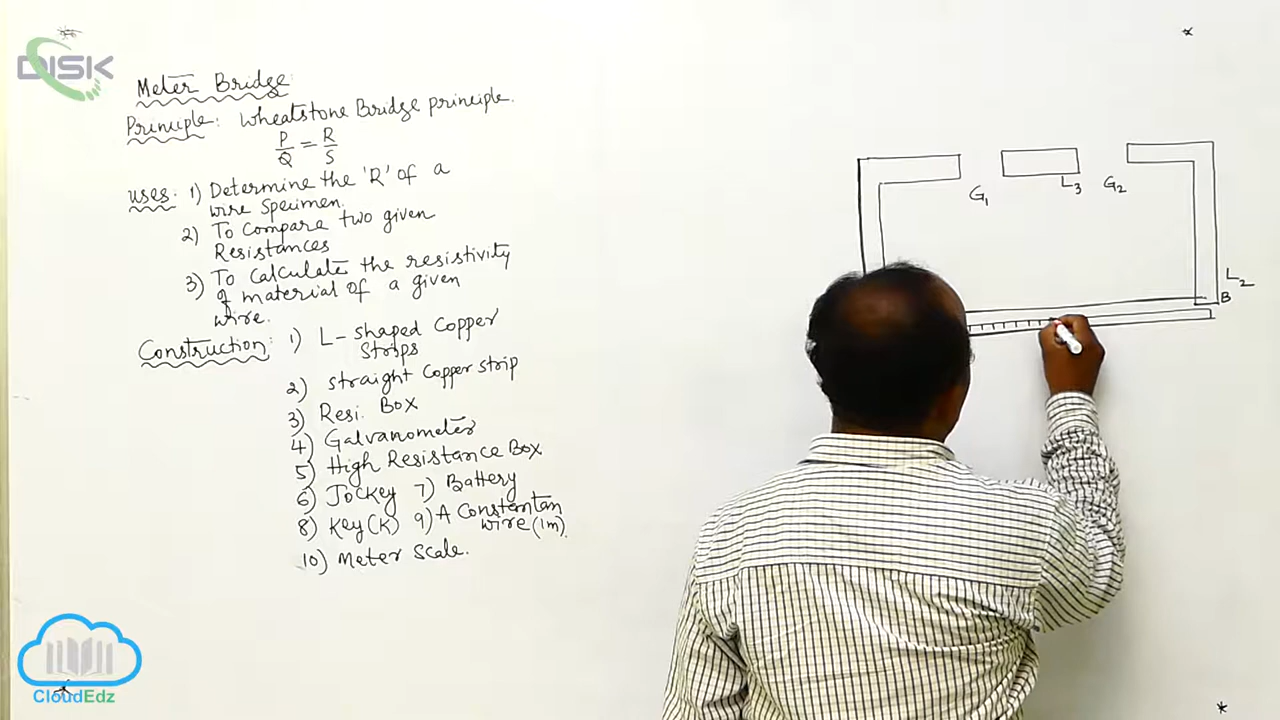 DISK
Meter Bridge
Principle: Wheatstone Bridge principle.
P/Q = R/S
uses: 1) Determine the 'R' of a
wire specimen.
2) To Compare two given
Resistances
3) To calculate the resistivity
of material of a given
wire.
Construction: 1) L-shaped Copper
Strips
2) straight Copper strip
3) Resi. Box
4) Galvanometer
5) High Resistance Box
6) Jockey 7) Battery
8) Key(K) 9) A Constantan
wire (1m).
10) Meter Scale.
G1 L3 G2
L2
B
CloudEdz